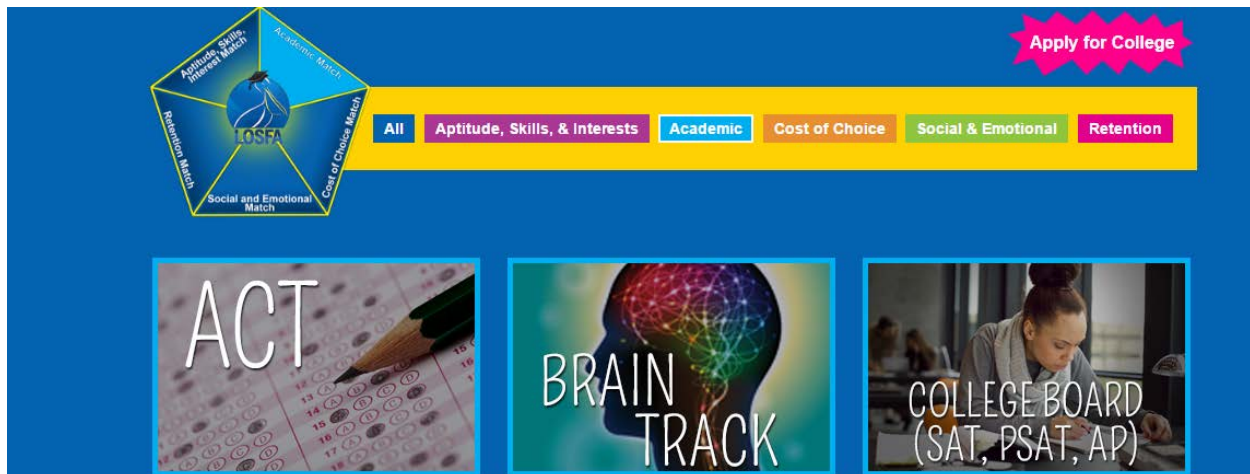 Apply for College
Aptitude, Skills,
Interest Match
Academic Match
Retention Match
Cost of Choice Match
Social and Emotional
Match
LOSFA
All
Aptitude, Skills, & Interests
Academic
Cost of Choice
Social & Emotional
Retention
ACT
BRAIN
TRACK
COLLEGE BOARD
(SAT, PSAT, AP)